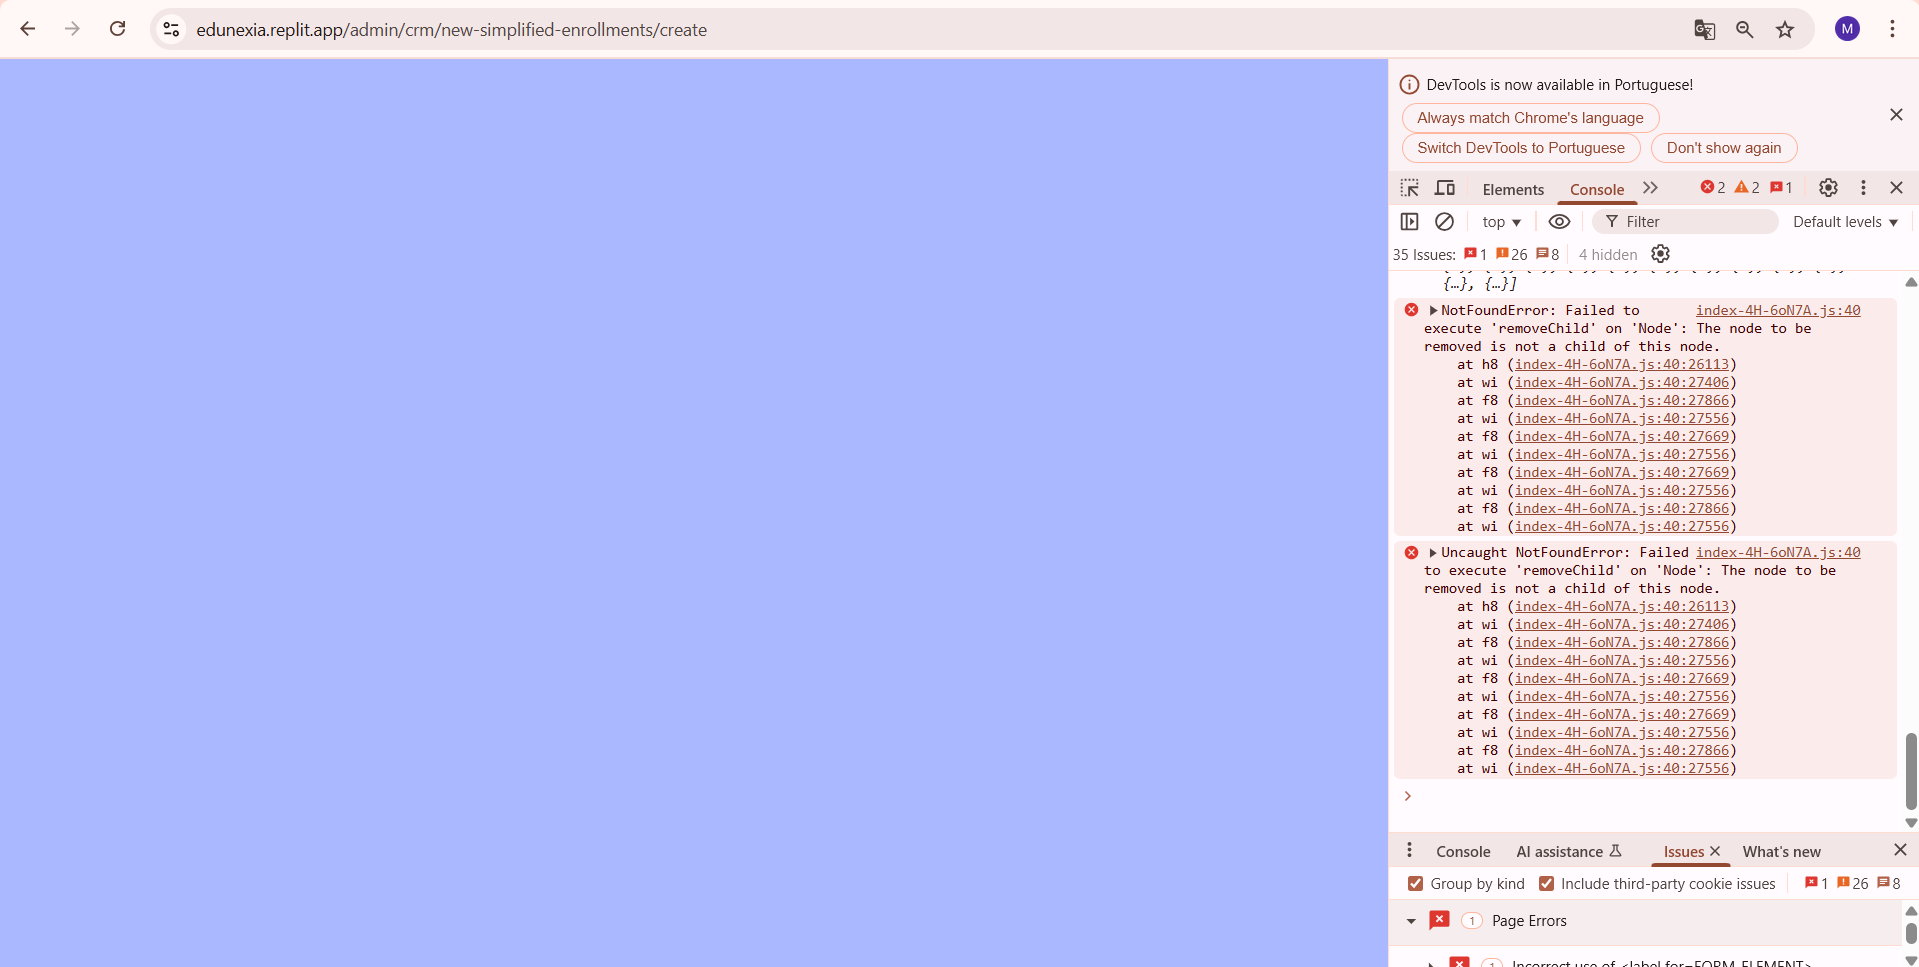 edunexia.replit.app/admin/crm/new-simplified-enrollments/create
M
DevTools is now available in Portuguese!
Always match Chrome's language
Switch DevTools to Portuguese
Don't show again
Elements
Console
2
2
1
top
Filter
Default levels
35 Issues:
1
26
8
4 hidden
{…}, {…}]
NotFoundError: Failed to index-4H-6oN7A.js:40
execute 'removeChild' on 'Node': The node to be
removed is not a child of this node.
at h8 (index-4H-6oN7A.js:40:26113)
at wi (index-4H-6oN7A.js:40:27406)
at f8 (index-4H-6oN7A.js:40:27866)
at wi (index-4H-6oN7A.js:40:27556)
at f8 (index-4H-6oN7A.js:40:27669)
at wi (index-4H-6oN7A.js:40:27556)
at f8 (index-4H-6oN7A.js:40:27669)
at wi (index-4H-6oN7A.js:40:27556)
at f8 (index-4H-6oN7A.js:40:27866)
at wi (index-4H-6oN7A.js:40:27556)
Uncaught NotFoundError: Failed index-4H-6oN7A.js:40
to execute 'removeChild' on 'Node': The node to be
removed is not a child of this node.
at h8 (index-4H-6oN7A.js:40:26113)
at wi (index-4H-6oN7A.js:40:27406)
at f8 (index-4H-6oN7A.js:40:27866)
at wi (index-4H-6oN7A.js:40:27556)
at f8 (index-4H-6oN7A.js:40:27669)
at wi (index-4H-6oN7A.js:40:27556)
at f8 (index-4H-6oN7A.js:40:27669)
at wi (index-4H-6oN7A.js:40:27556)
at f8 (index-4H-6oN7A.js:40:27866)
at wi (index-4H-6oN7A.js:40:27556)
Console
AI assistance
Issues
What's new
Group by kind
Include third-party cookie issues
1
26
8
1
Page Errors
1
Incorrect use of <label for=FORM_ELEMENT>